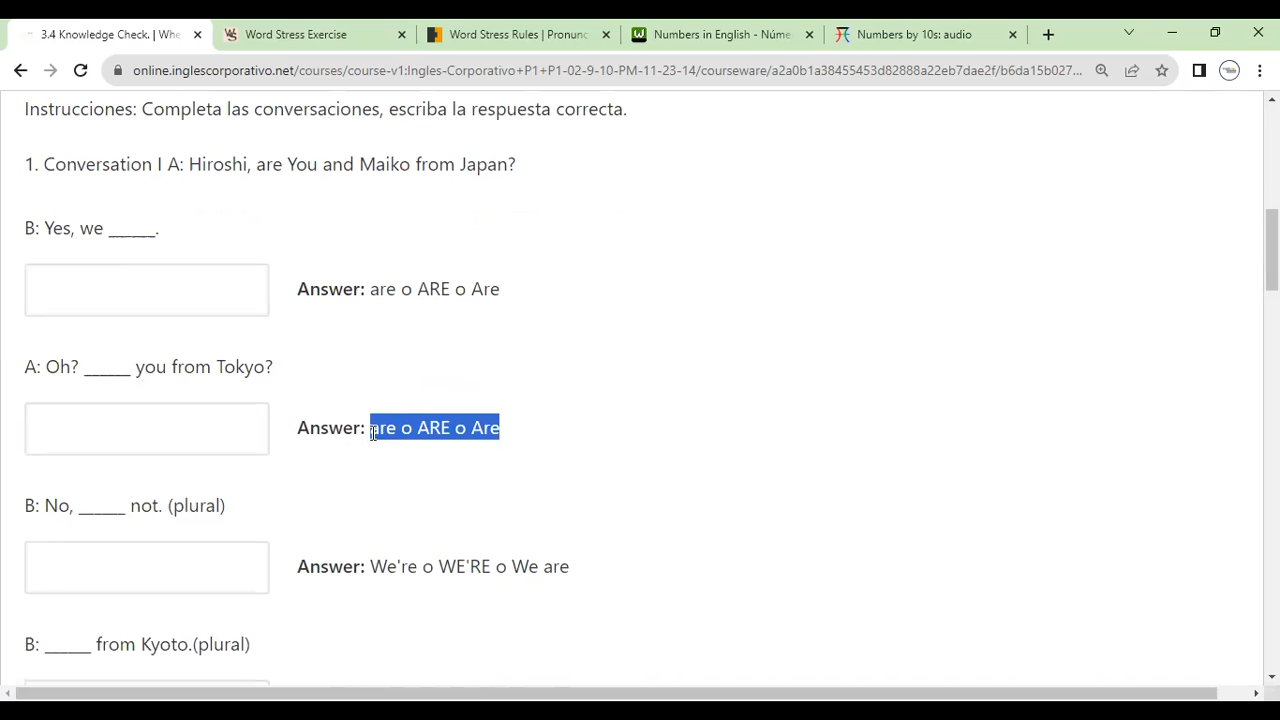 3.4 Knowledge Check. | Whe
Word Stress Exercise
Word Stress Rules | Pronunc
Numbers in English - Núme
Numbers by 10s: audio
online.inglescorporativo.net/courses/course-v1:Ingles-Corporativo+P1+P1-02-9-10-PM-11-23-14/courseware/a2a0b1a38455453d82888a22eb7dae2f/b6da15b027...
Instrucciones: Completa las conversaciones, escriba la respuesta correcta.
1. Conversation I A: Hiroshi, are You and Maiko from Japan?
B: Yes, we ______.
Answer: are o ARE o Are
A: Oh? ______ you from Tokyo?
Answer: are o ARE o Are
B: No, ______ not. (plural)
Answer: We're o WE'RE o We are
B: ______ from Kyoto.(plural)